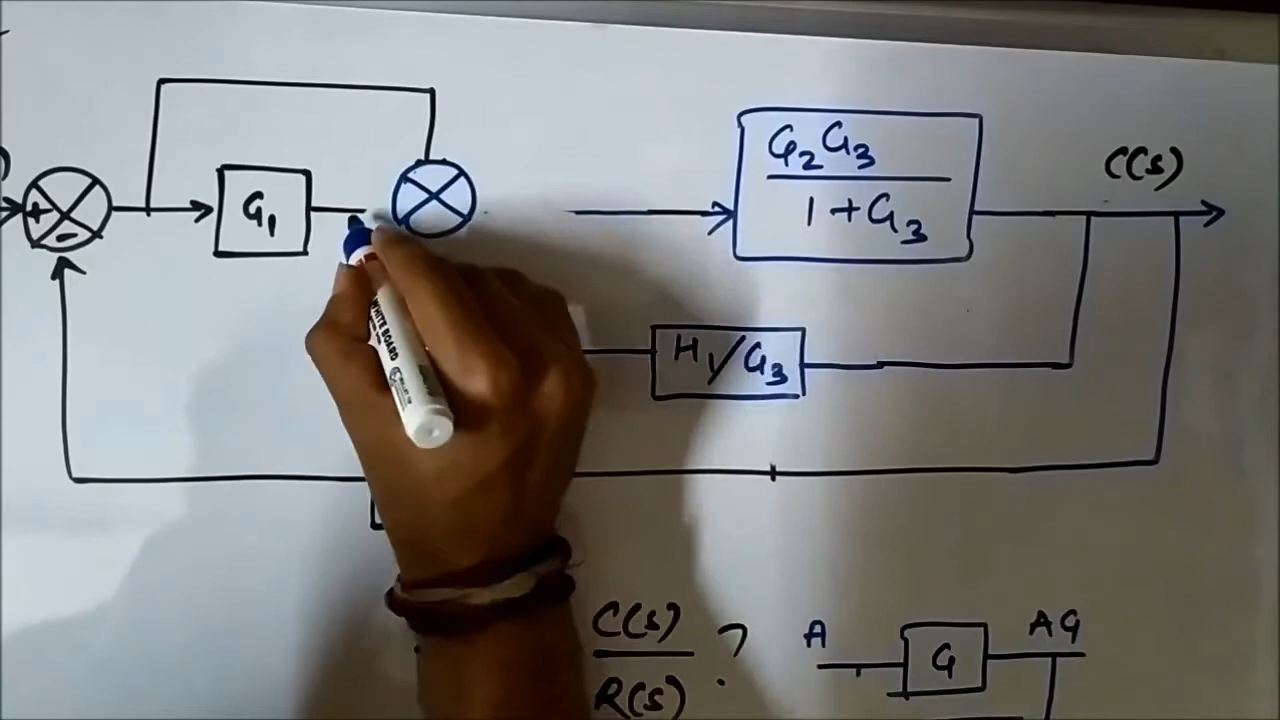 G₂G₃
C(s)
1+G₃
+
G₁
-
H₁/G₃
WHITE BOARD
C(s)
?
A
AG
G
R(s)